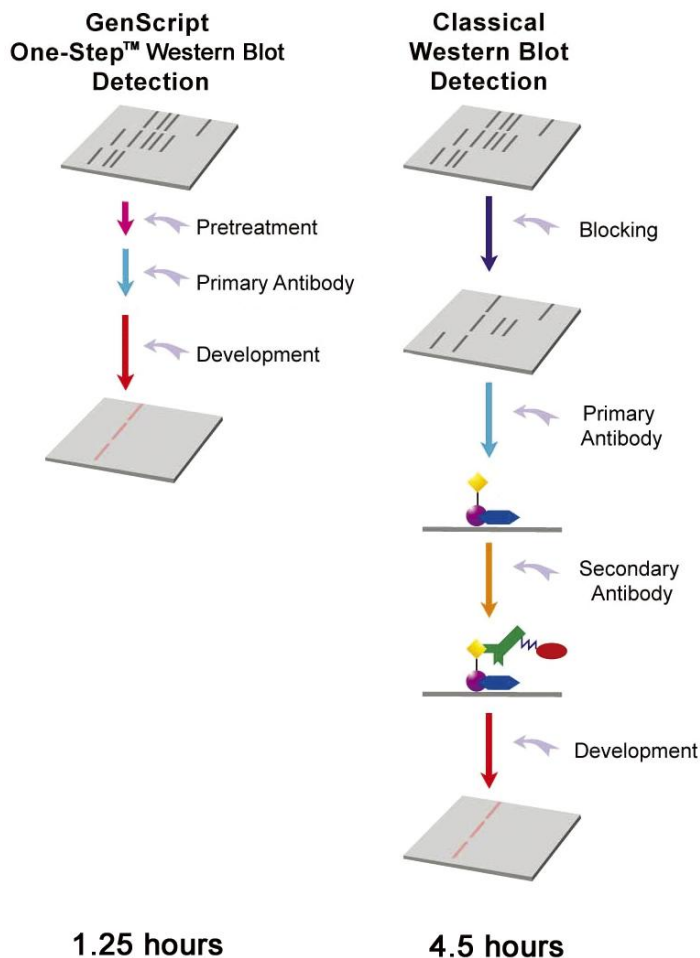 GenScript
One-Step™ Western Blot
Detection
Pretreatment
Primary Antibody
Development
1.25 hours
Classical
Western Blot
Detection
Blocking
Primary
Antibody
Secondary
Antibody
Development
4.5 hours